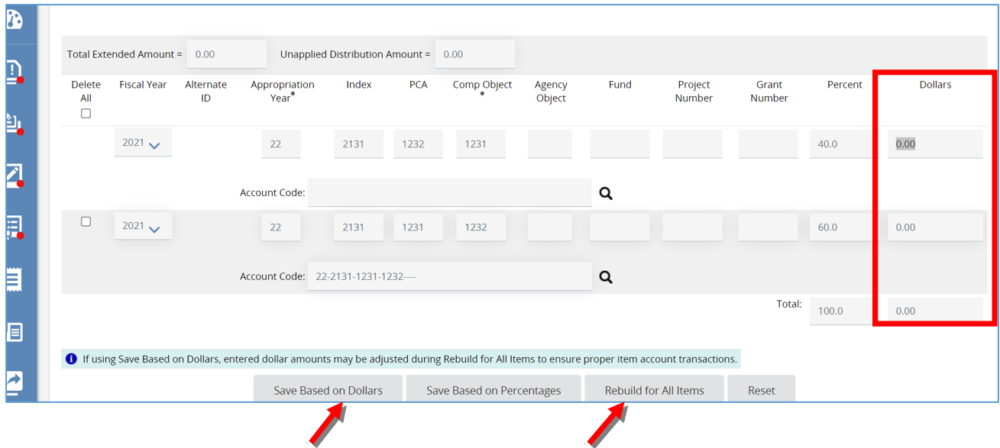 Total Extended Amount = 0.00 Unapplied Distribution Amount = 0.00
Delete All Fiscal Year Alternate ID Appropriation Year* Index PCA Comp Object * Agency Object Fund Project Number Grant Number Percent Dollars
2021 22 2131 1232 1231 40.0 0.00
Account Code:
2021 22 2131 1231 1232 60.0 0.00
Account Code: 22-2131-1231-1232----
Total: 100.0 0.00
If using Save Based on Dollars, entered dollar amounts may be adjusted during Rebuild for All Items to ensure proper item account transactions.
Save Based on Dollars Save Based on Percentages Rebuild for All Items Reset